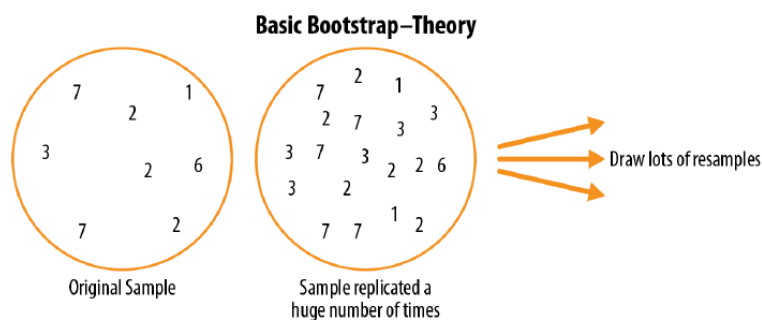 Basic Bootstrap–Theory
7 1
2
3
2 6
7 2
Original Sample
2
7 1
3
2 7 3
3 7 3
2 2 6
3 2
1
7 7 2
Sample replicated a
huge number of times
Draw lots of resamples